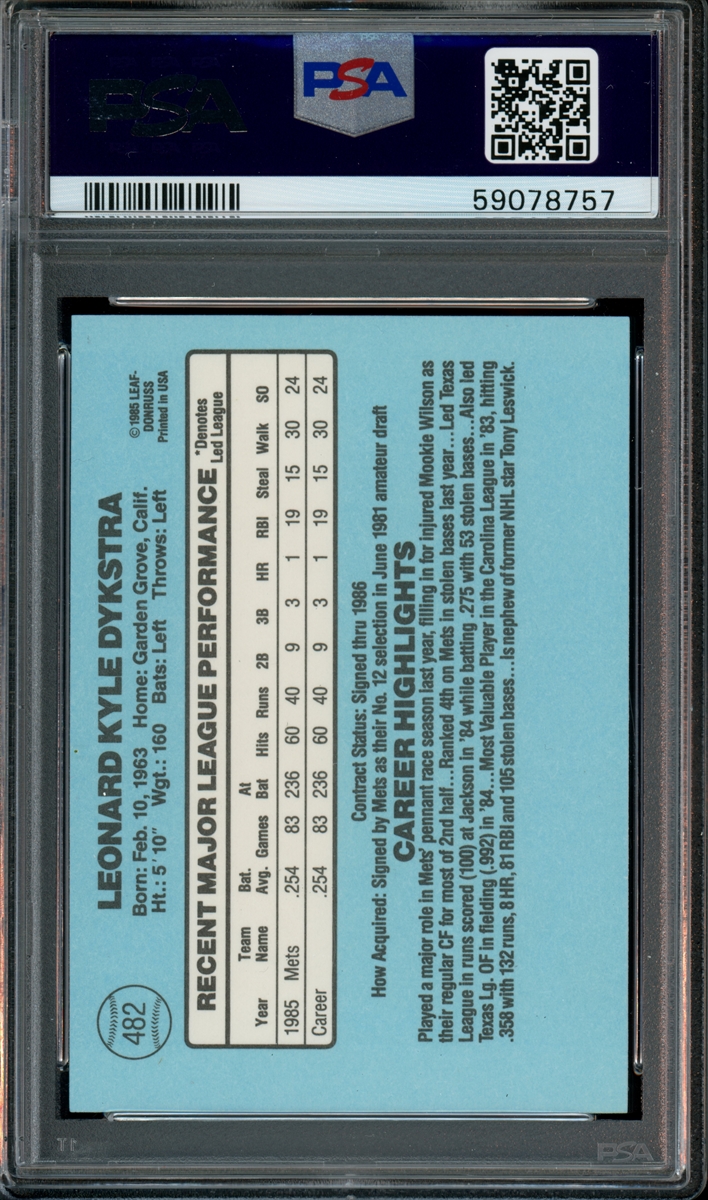 PSA
PSA
59078757
482
LEONARD KYLE DYKSTRA
Born: Feb. 10, 1963 Home: Garden Grove, Calif.
Ht.: 5'10" Wgt.: 160 Bats: Left Throws: Left
©1985 LEAF-
DONRUSS
Printed in USA
RECENT MAJOR LEAGUE PERFORMANCE
*Denotes
Led League
Year Team Name Bat. Avg. Games At Bat Hits Runs 2B 3B HR RBI Steal Walk SO
1985 Mets .254 83 236 60 40 9 3 1 19 15 30 24
Career .254 83 236 60 40 9 3 1 19 15 30 24
Contract Status: Signed thru 1986
How Acquired: Signed by Mets as their No. 12 selection in June 1981 amateur draft
CAREER HIGHLIGHTS
Played a major role in Mets' pennant race season last year, filling in for injured Mookie Wilson as
their regular CF for most of 2nd half...Ranked 4th on Mets in stolen bases last year...Led Texas
League in runs scored (100) at Jackson in '84 while batting .275 with 53 stolen bases...Also led
Texas Lg. OF in fielding (.992) in '84...Most Valuable Player in the Carolina League in '83, hitting
.358 with 132 runs, 8 HR, 81 RBI and 105 stolen bases...Is nephew of former NHL star Tony Leswick.
PSA